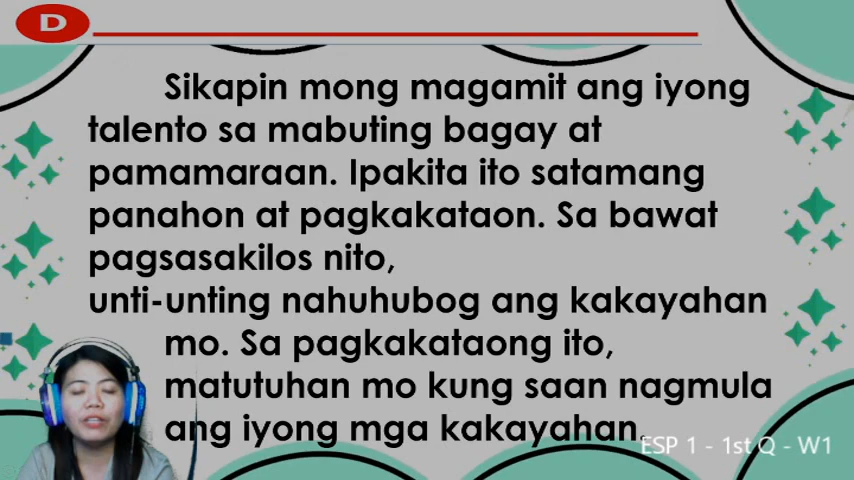 D
Sikapin mong magamit ang iyong
talento sa mabuting bagay at
pamamaraan. Ipakita ito satamang
panahon at pagkakataon. Sa bawat
pagsasakilos nito,
unti-unting nahuhubog ang kakayahan
mo. Sa pagkakataong ito,
matutuhan mo kung saan nagmula
ang iyong mga kakayahan.
ESP 1 - 1st Q - W1